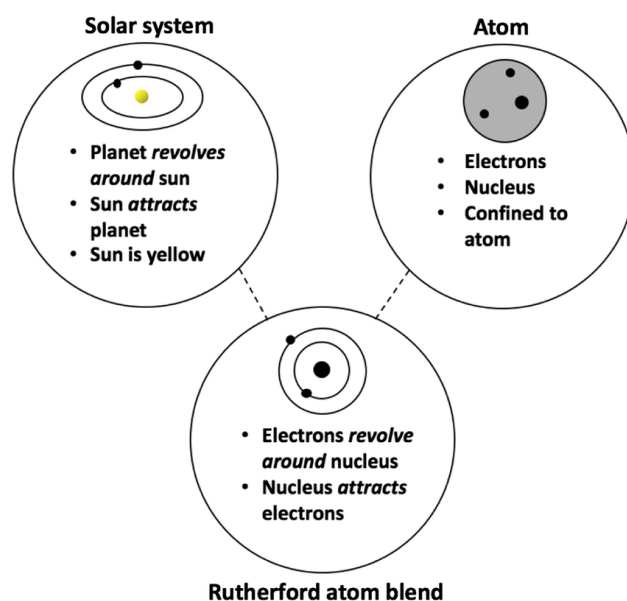 Solar system
• Planet revolves
around sun
• Sun attracts
planet
• Sun is yellow
Atom
• Electrons
• Nucleus
• Confined to
atom
• Electrons revolve
around nucleus
• Nucleus attracts
electrons
Rutherford atom blend